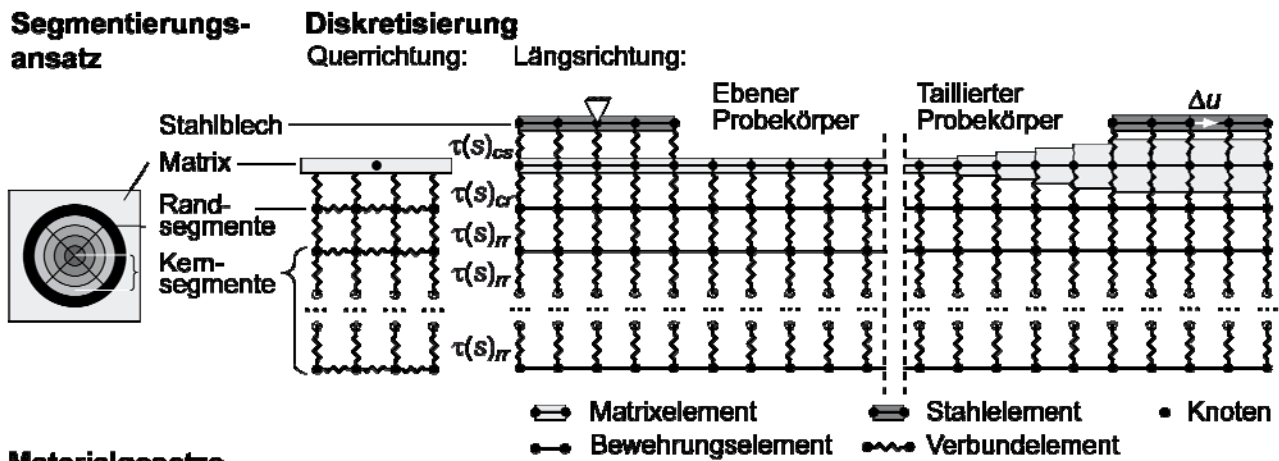 Segmentierungs-
ansatz
Diskretisierung
Querrichtung:
Längsrichtung:
Ebener
Probekörper
Taillierter
Probekörper
Δu
Stahlblech
Matrix
Rand-
segmente
Kern-
segmente
τ(s)cs
τ(s)cr
τ(s)rr
τ(s)rr
τ(s)rr
Matrixelement
Stahlelement
Knoten
Bewehrungselement
Verbundelement
Materialgesetze